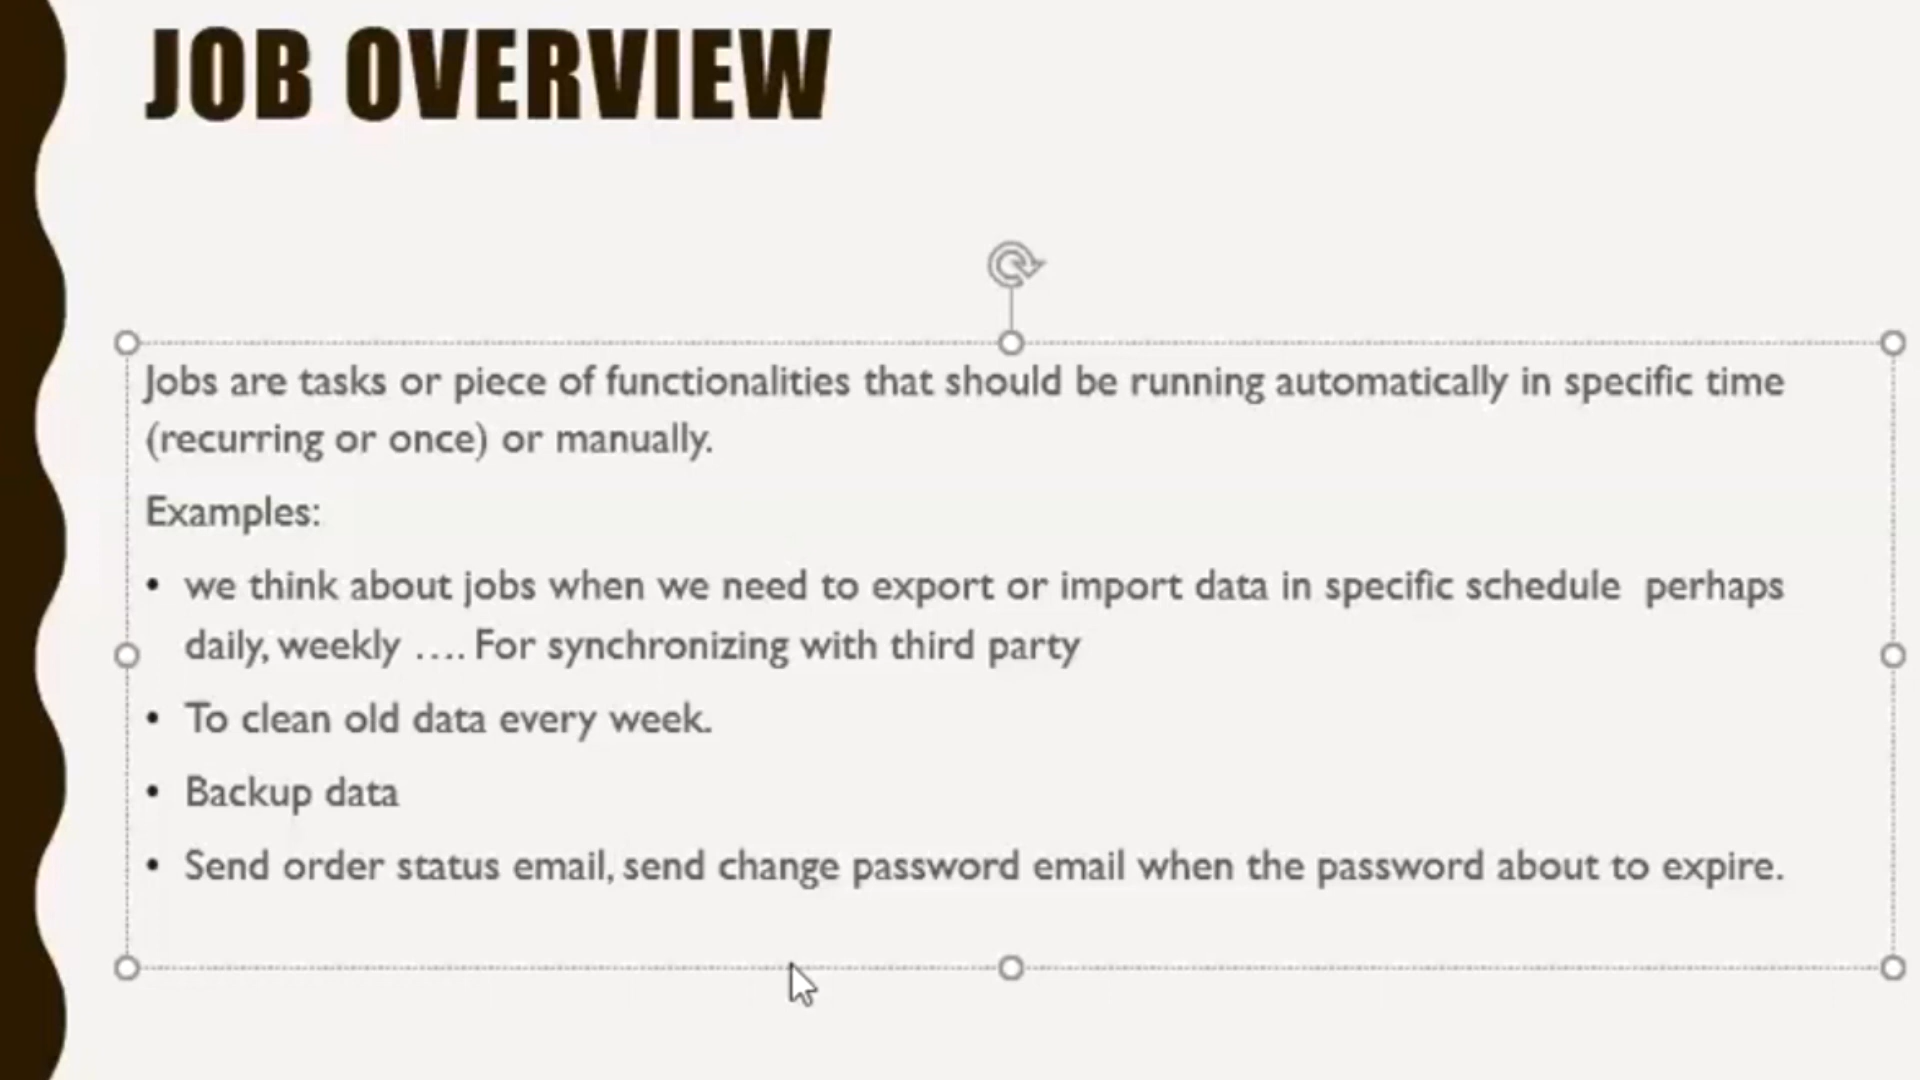 JOB OVERVIEW
Jobs are tasks or piece of functionalities that should be running automatically in specific time
(recurring or once) or manually.
Examples:
• we think about jobs when we need to export or import data in specific schedule  perhaps
daily, weekly …. For synchronizing with third party
• To clean old data every week.
• Backup data
• Send order status email, send change password email when the password about to expire.